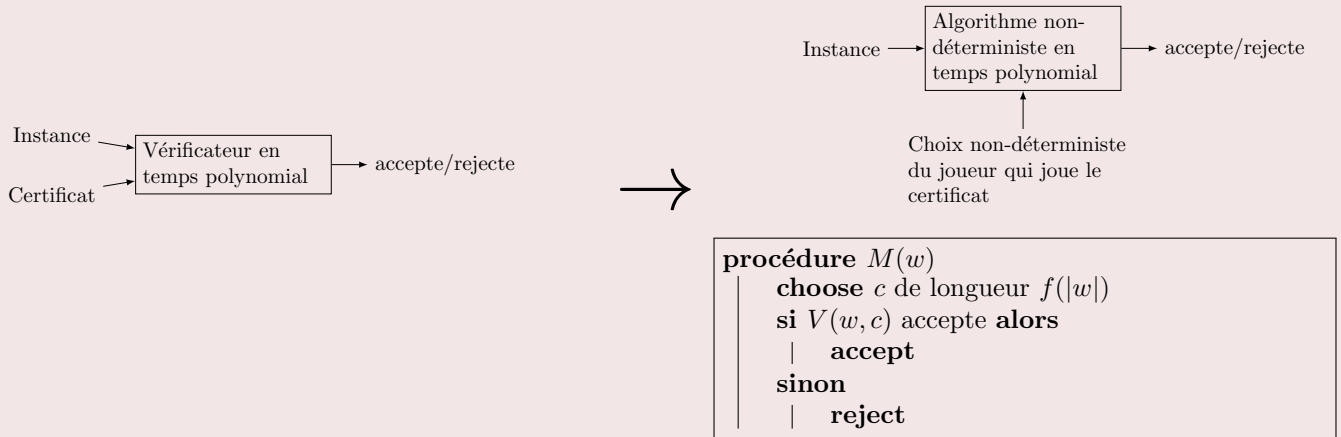 Instance
Certificat
Vérificateur en
temps polynomial
accepte/rejecte
Instance
Algorithme non-
déterministe en
temps polynomial
accepte/rejecte
Choix non-déterministe
du joueur qui joue le
certificat
procédure M(w)
choose c de longueur f(|w|)
si V(w, c) accepte alors
accept
sinon
reject